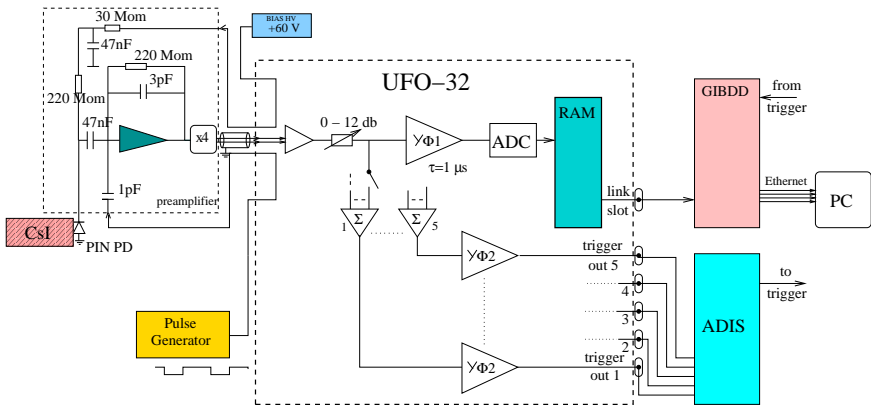 30 Mom
47nF
220 Mom
3pF
220 Mom
47nF
x4
1pF
preamplifier
CsI
PIN PD
BIAS HV
+60 V
Pulse
Generator
UFO−32
0 − 12 db
УФ1
τ=1 μs
ADC
RAM
link
slot
Σ
1
Σ
5
УФ2
УФ2
trigger
out 5
4
3
2
trigger
out 1
GIBDD
from
trigger
Ethernet
PC
ADIS
to
trigger